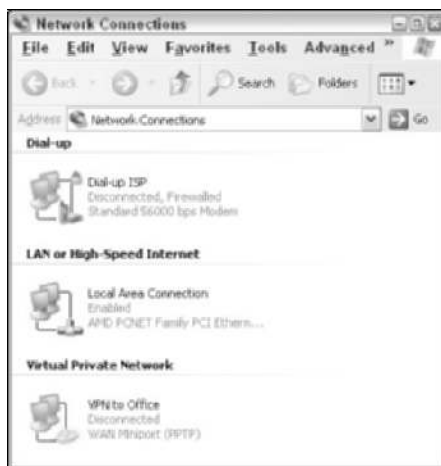 Network Connections
File Edit View Favorites Tools Advanced »
Back Search Folders
Address Network Connections Go
Dial-up
Dial-up ISP
Disconnected, Firewalled
Standard 56000 bps Modem
LAN or High-Speed Internet
Local Area Connection
Enabled
AMD PCNET Family PCI Ethern...
Virtual Private Network
VPN to Office
Disconnected
WAN Miniport (PPTP)